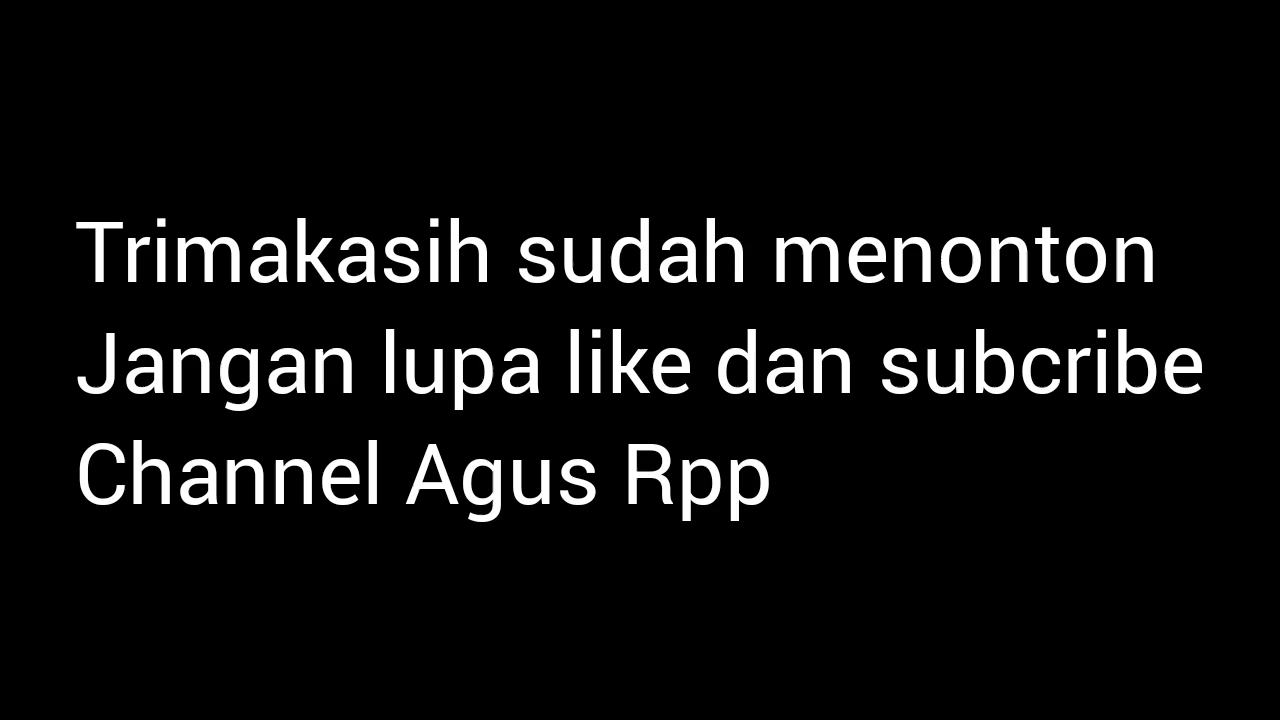 Trimakasih sudah menonton
Jangan lupa like dan subcribe
Channel Agus Rpp